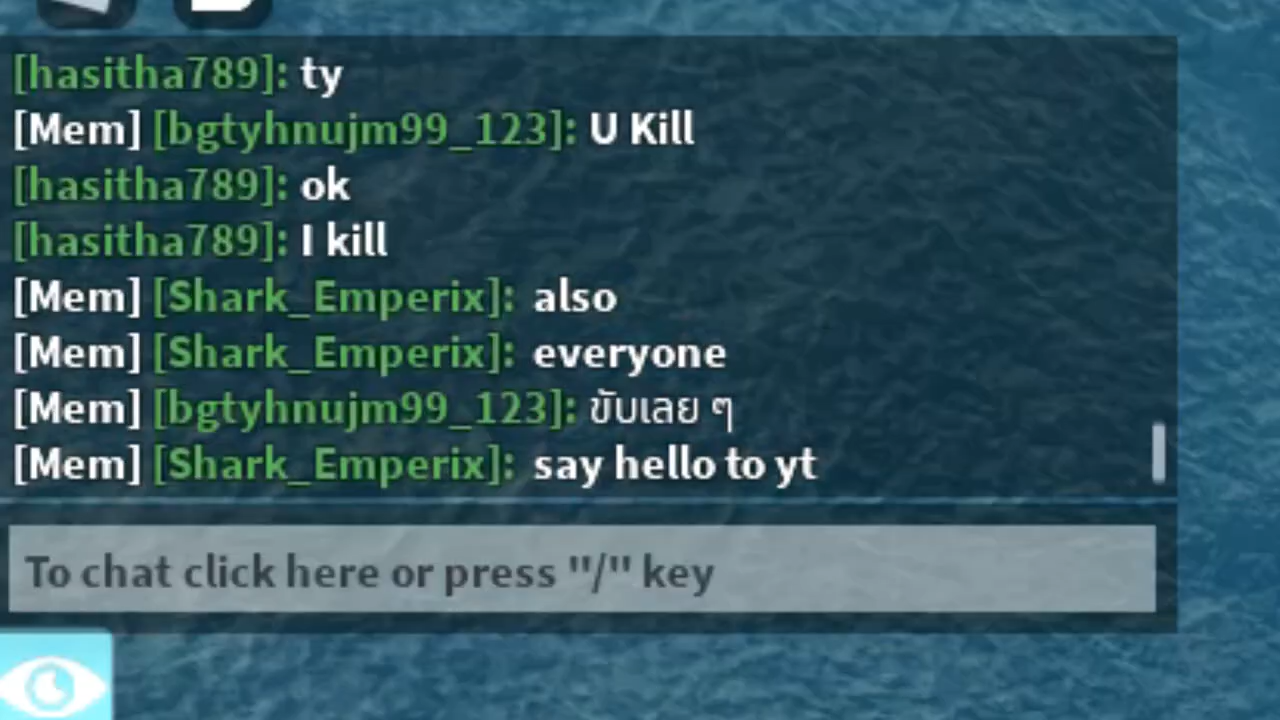 [hasitha789]: ty
[Mem] [bgtyhnujm99_123]: U Kill
[hasitha789]: ok
[hasitha789]: I kill
[Mem] [Shark_Emperix]: also
[Mem] [Shark_Emperix]: everyone
[Mem] [bgtyhnujm99_123]: ขับเลย ๆ
[Mem] [Shark_Emperix]: say hello to yt
To chat click here or press "/" key